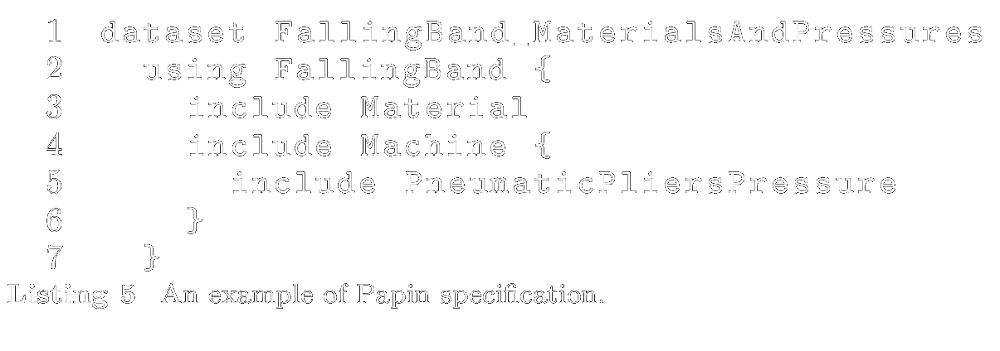 1 dataset FallingBand_MaterialsAndPressures
2 using FallingBand {
3 include Material
4 include Machine {
5 include PneumaticPliersPressure
6 }
7 }
Listing 5 An example of Papin specification.